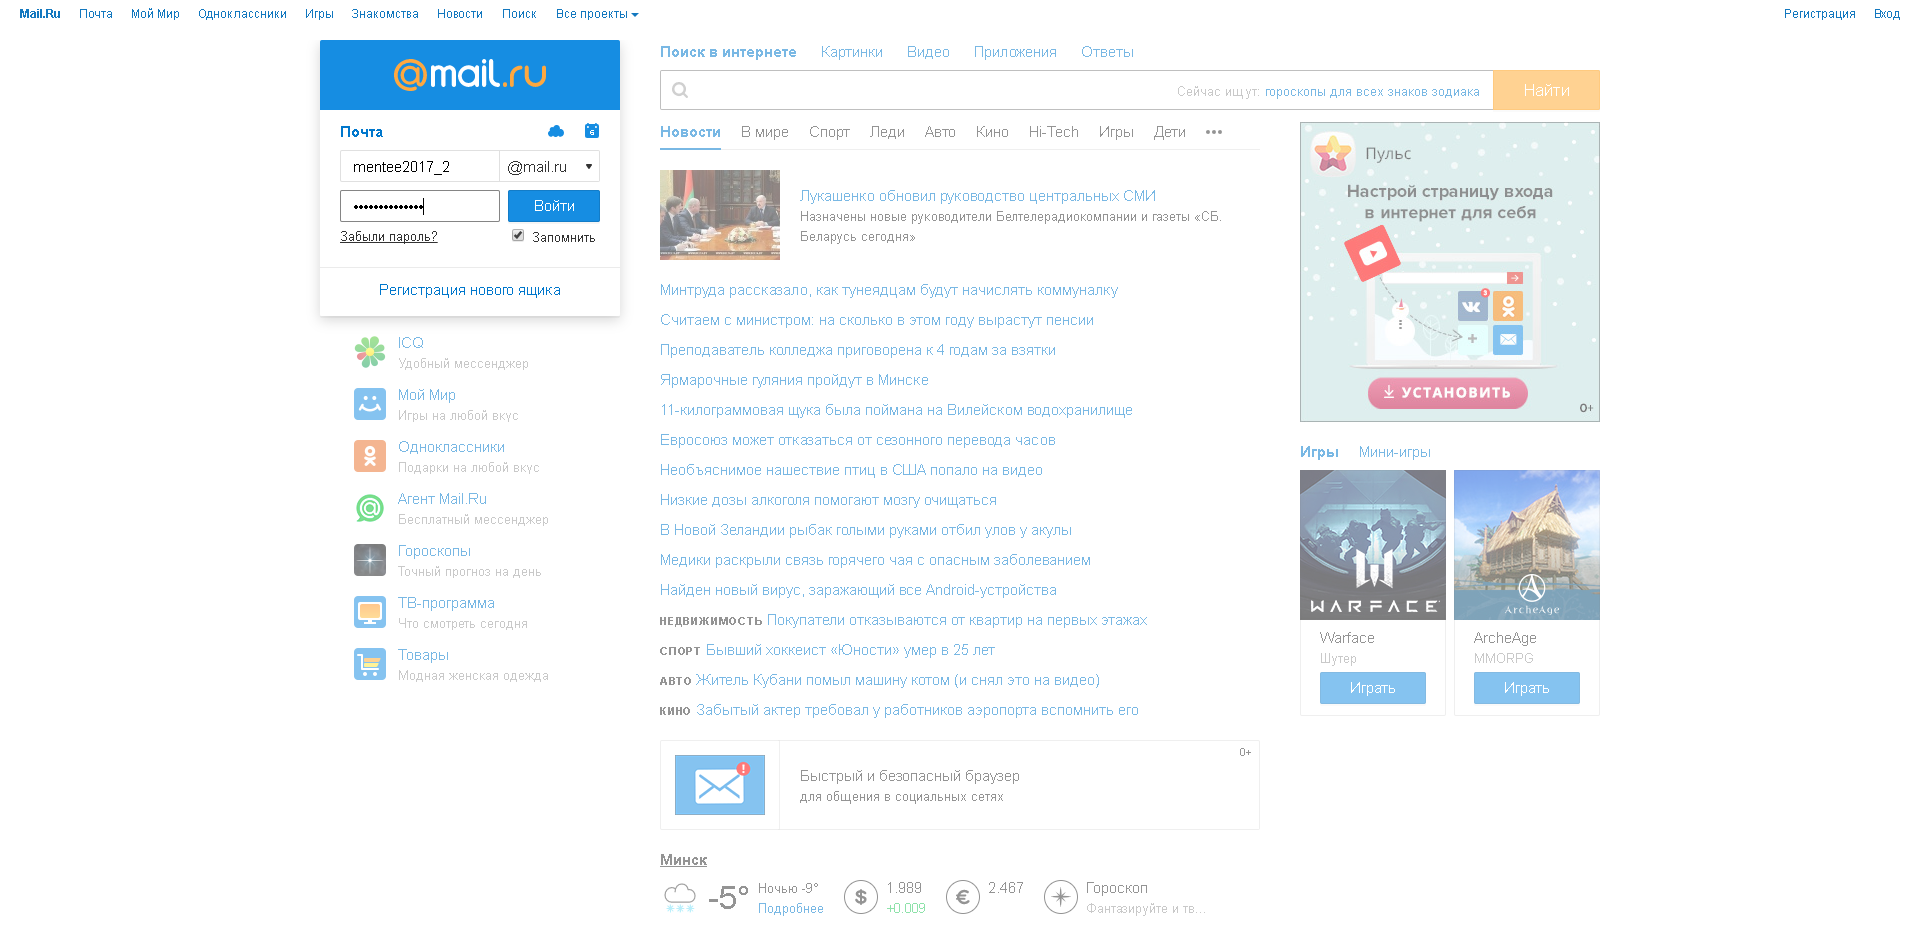 Mail.Ru Почта Мой Мир Одноклассники Игры Знакомства Новости Поиск Все проекты Регистрация Вход
@mail.ru
Почта 6
mentee2017_2 @mail.ru
•••••••••••••• Войти
Забыли пароль? Запомнить
Регистрация нового ящика
ICQ
Удобный мессенджер
Мой Мир
Игры на любой вкус
Одноклассники
Подарки на любой вкус
Агент Mail.Ru
Бесплатный мессенджер
Гороскопы
Точный прогноз на день
ТВ-программа
Что смотреть сегодня
Товары
Модная женская одежда
Поиск в интернете Картинки Видео Приложения Ответы
Сейчас ищут: гороскопы для всех знаков зодиака Найти
Новости В мире Спорт Леди Авто Кино Hi-Tech Игры Дети •••
Лукашенко обновил руководство центральных СМИ
Назначены новые руководители Белтелерадиокомпании и газеты «СБ.
Беларусь сегодня»
Минтруда рассказало, как тунеядцам будут начислять коммуналку
Считаем с министром: на сколько в этом году вырастут пенсии
Преподаватель колледжа приговорена к 4 годам за взятки
Ярмарочные гуляния пройдут в Минске
11-килограммовая щука была поймана на Вилейском водохранилище
Евросоюз может отказаться от сезонного перевода часов
Необъяснимое нашествие птиц в США попало на видео
Низкие дозы алкоголя помогают мозгу очищаться
В Новой Зеландии рыбак голыми руками отбил улов у акулы
Медики раскрыли связь горячего чая с опасным заболеванием
Найден новый вирус, заражающий все Android-устройства
НЕДВИЖИМОСТЬ Покупатели отказываются от квартир на первых этажах
СПОРТ Бывший хоккеист «Юности» умер в 25 лет
АВТО Житель Кубани помыл машину котом (и снял это на видео)
КИНО Забытый актер требовал у работников аэропорта вспомнить его
0+
Быстрый и безопасный браузер
для общения в социальных сетях
Минск
-5° Ночью -9°
Подробнее
$ 1.989
+0.009
€ 2.467
Гороскоп
Фантазируйте и тв...
Пульс
Настрой страницу входа
в интернет для себя
3
УСТАНОВИТЬ
0+
Игры Мини-игры
WARFACE
ArcheAge
Warface
Шутер
Играть
ArcheAge
MMORPG
Играть